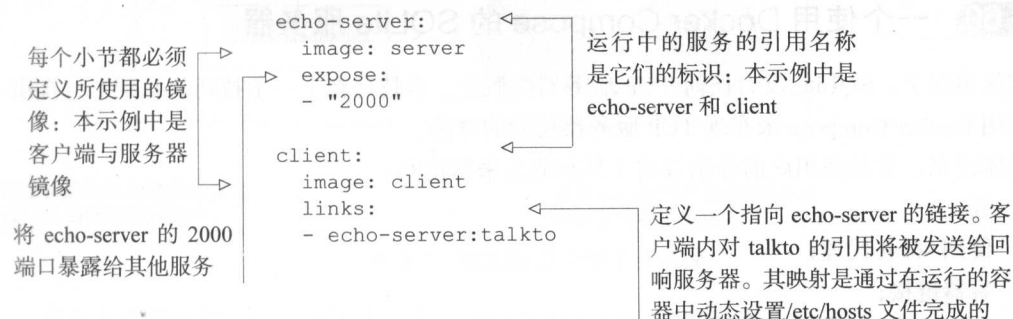 echo-server:
image: server
expose:
- "2000"
client:
image: client
links:
- echo-server:talkto
每个小节都必须
定义所使用的镜
像：本示例中是
客户端与服务器
镜像
将 echo-server 的 2000
端口暴露给其他服务
运行中的服务的引用名称
是它们的标识：本示例中是
echo-server 和 client
定义一个指向 echo-server 的链接。客
户端内对 talkto 的引用将被发送给回
响服务器。其映射是通过在运行的容
器中动态设置/etc/hosts 文件完成的